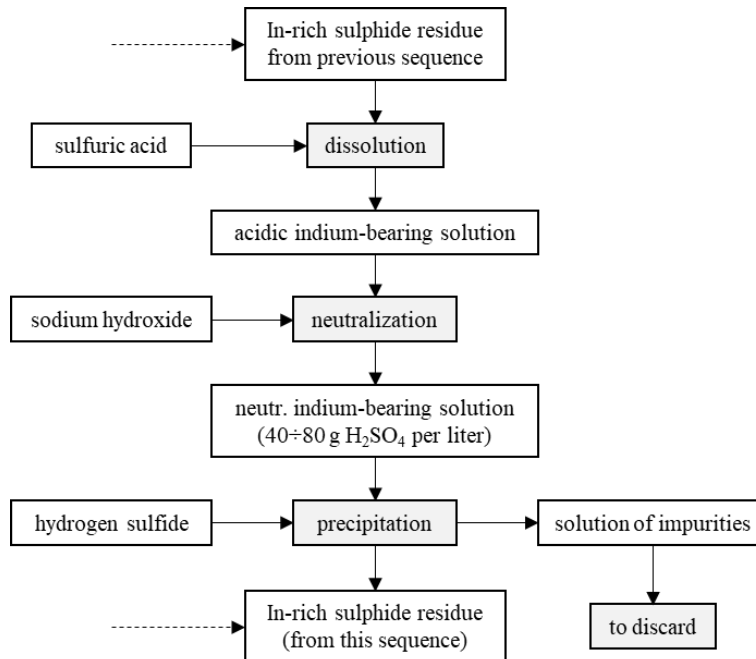 In-rich sulphide residue
from previous sequence
sulfuric acid
dissolution
acidic indium-bearing solution
sodium hydroxide
neutralization
neutr. indium-bearing solution
(40÷80 g H₂SO₄ per liter)
hydrogen sulfide
precipitation
solution of impurities
In-rich sulphide residue
(from this sequence)
to discard